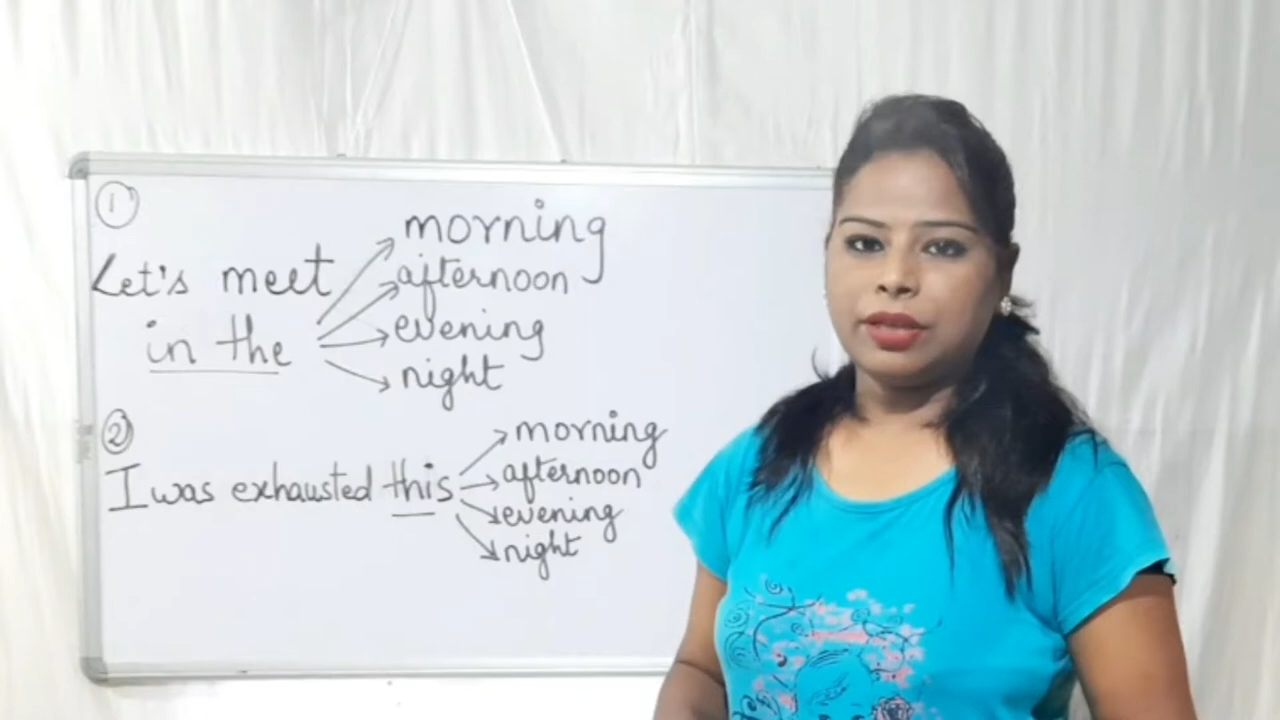 ①
Let's meet
in the
morning
afternoon
evening
night
②
I was exhausted this
morning
afternoon
evening
night